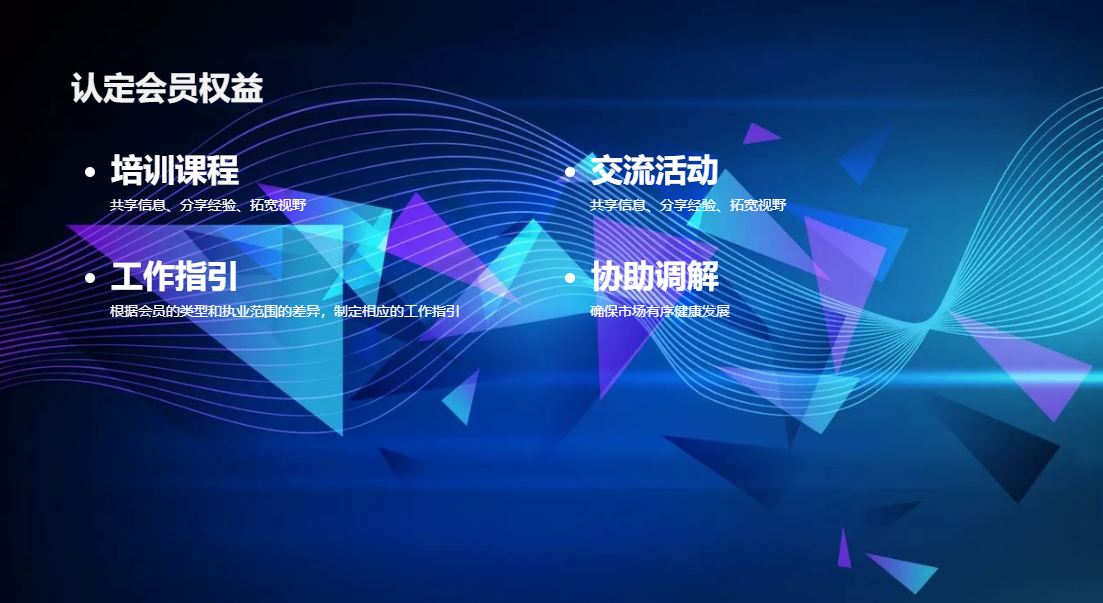 认定会员权益
培训课程
共享信息、分享经验、拓宽视野
交流活动
共享信息、分享经验、拓宽视野
工作指引
根据会员的类型和执业范围的差异，制定相应的工作指引
协助调解
确保市场有序健康发展